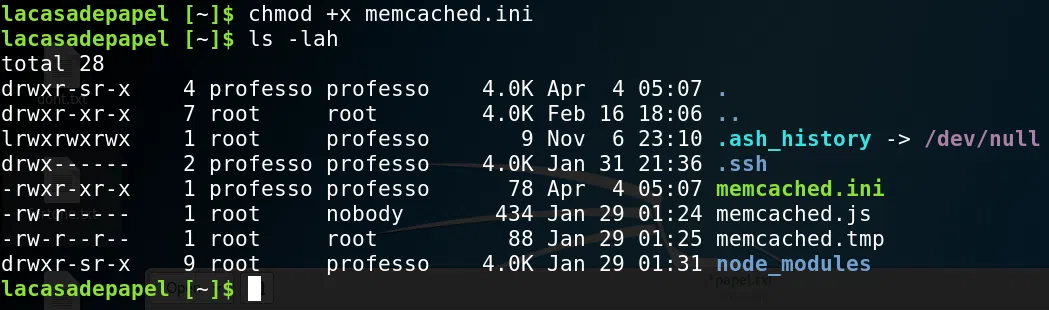 lacasadepapel [~]$ chmod +x memcached.ini
lacasadepapel [~]$ ls -lah
total 28
drwxr-sr-x    4 professo professo    4.0K Apr  4 05:07 .
drwxr-xr-x    7 root     root        4.0K Feb 16 18:06 ..
lrwxrwxrwx    1 root     professo       9 Nov  6 23:10 .ash_history -> /dev/null
drwx------    2 professo professo    4.0K Jan 31 21:36 .ssh
-rwxr-xr-x    1 professo professo      78 Apr  4 05:07 memcached.ini
-rw-r-----    1 root     nobody       434 Jan 29 01:24 memcached.js
-rw-r--r--    1 root     root          88 Jan 29 01:25 memcached.tmp
drwxr-sr-x    9 root     professo    4.0K Jan 29 01:31 node_modules
lacasadepapel [~]$